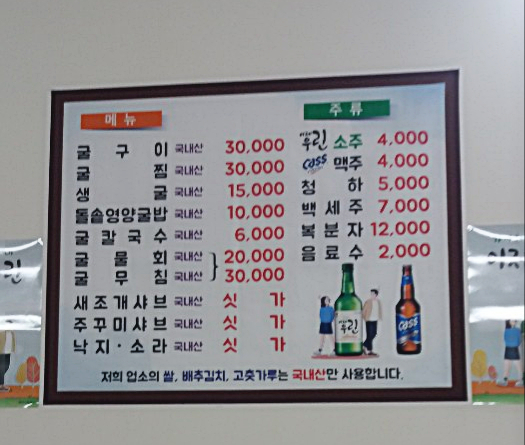 메뉴
굴구이 국내산 30,000
굴찜 국내산 30,000
생굴 국내산 15,000
돌솥영양굴밥 국내산 10,000
굴칼국수 국내산 6,000
굴물회 국내산 20,000
굴무침 국내산 30,000
새조개샤브 국내산 싯가
주꾸미샤브 국내산 싯가
낙지·소라 국내산 싯가
주류
이제우린 소주 4,000
cass 맥주 4,000
청하 5,000
백세주 7,000
복분자 12,000
음료수 2,000
우린
cass
저희 업소의 쌀, 배추김치, 고춧가루는 국내산만 사용합니다.
린